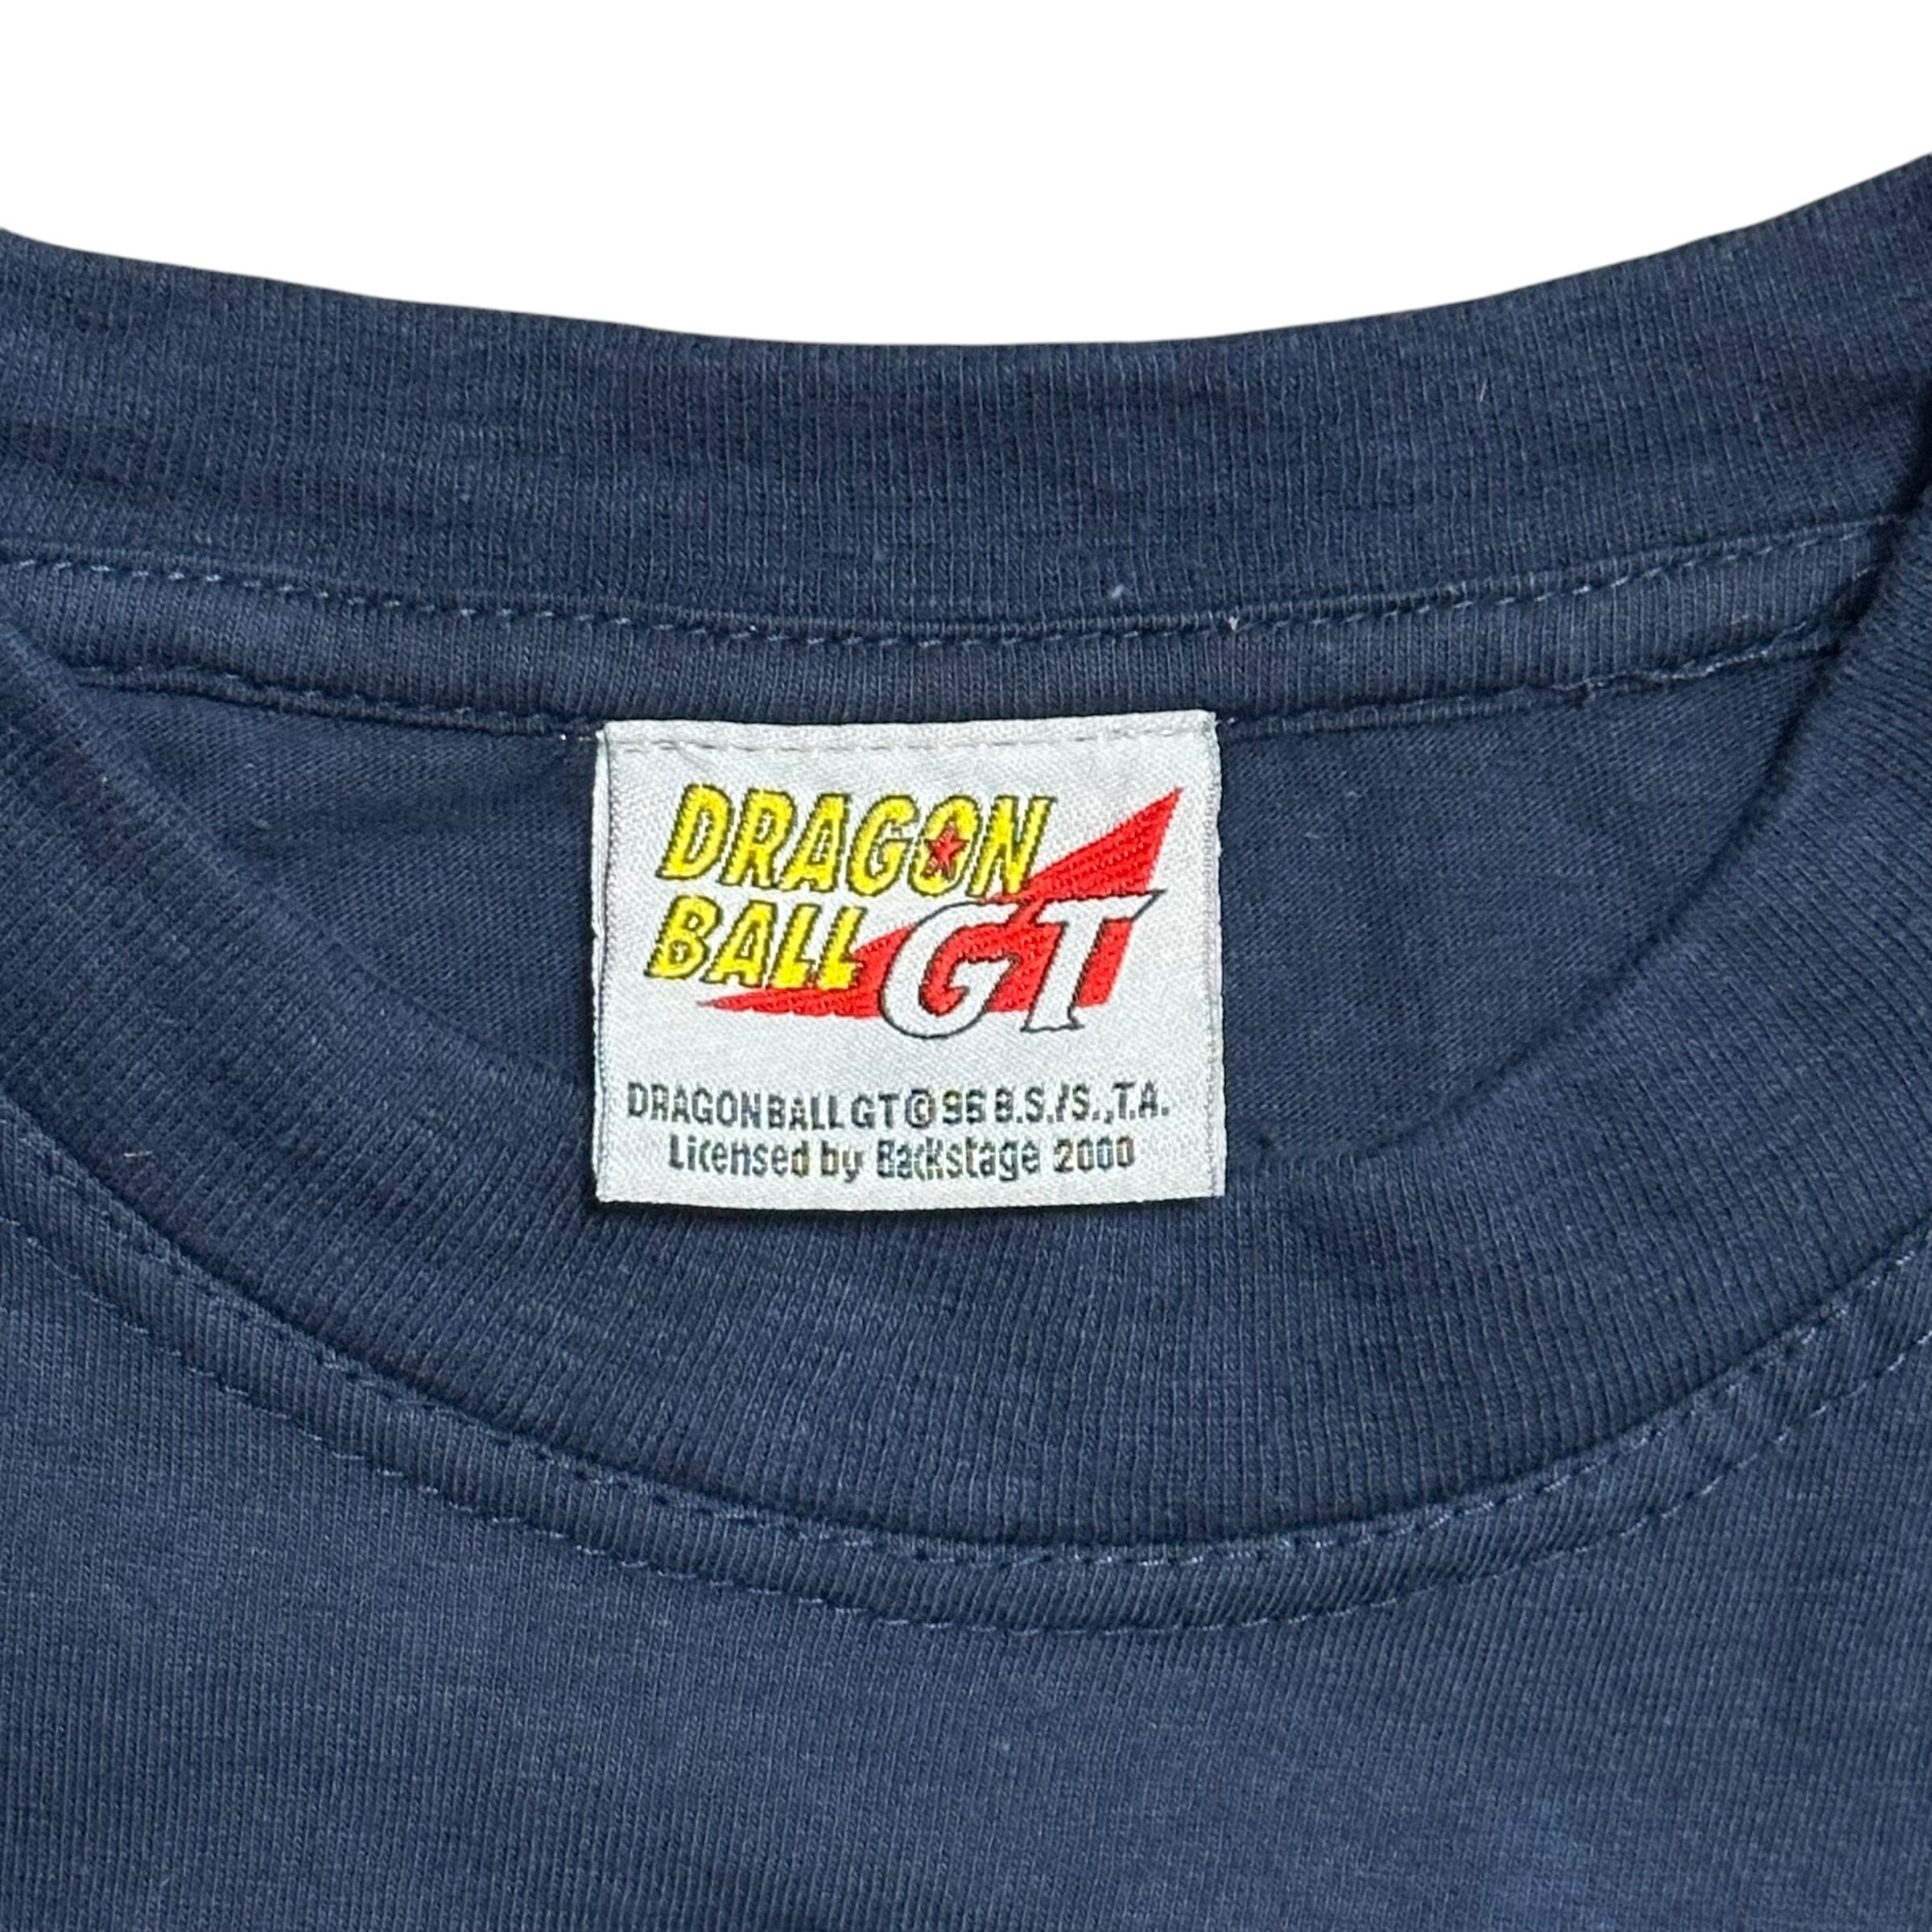 DRAGON
BALL GT
DRAGONBALL GT © 96 B.S./S.,T.A.
Licensed by Backstage 2000